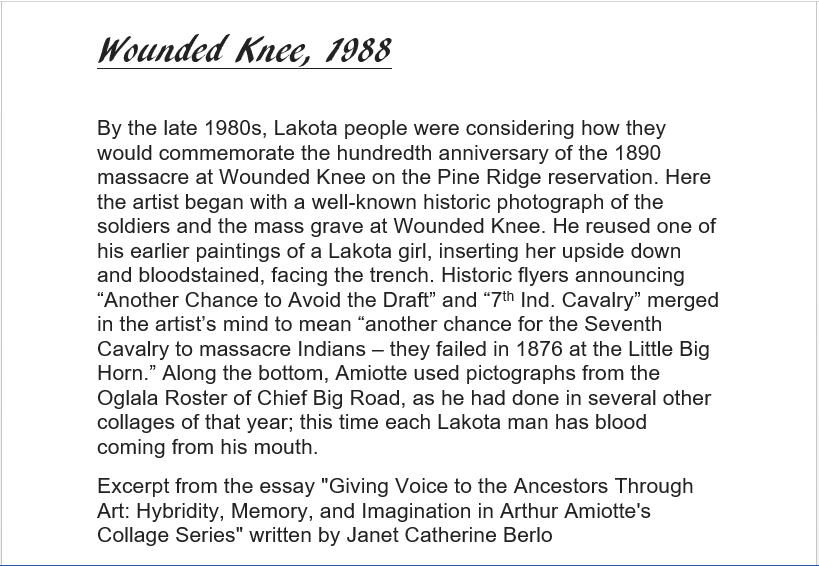 Wounded Knee, 1988
By the late 1980s, Lakota people were considering how they
would commemorate the hundredth anniversary of the 1890
massacre at Wounded Knee on the Pine Ridge reservation. Here
the artist began with a well-known historic photograph of the
soldiers and the mass grave at Wounded Knee. He reused one of
his earlier paintings of a Lakota girl, inserting her upside down
and bloodstained, facing the trench. Historic flyers announcing
“Another Chance to Avoid the Draft” and “7th Ind. Cavalry” merged
in the artist’s mind to mean “another chance for the Seventh
Cavalry to massacre Indians – they failed in 1876 at the Little Big
Horn.” Along the bottom, Amiotte used pictographs from the
Oglala Roster of Chief Big Road, as he had done in several other
collages of that year; this time each Lakota man has blood
coming from his mouth.
Excerpt from the essay "Giving Voice to the Ancestors Through
Art: Hybridity, Memory, and Imagination in Arthur Amiotte's
Collage Series" written by Janet Catherine Berlo